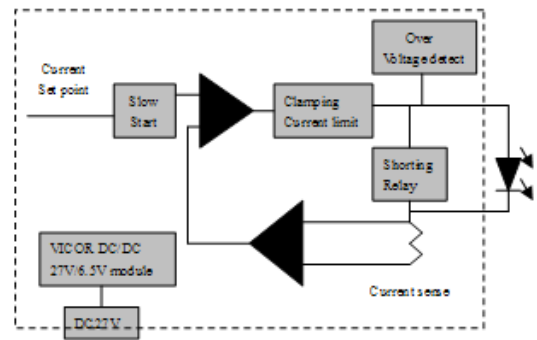 Over
Voltage detect
Current
Set point
Slow
Start
Clamping
Current limit
Shorting
Relay
VICOR DC/DC
27V/6.5V module
Current sense
DC27V